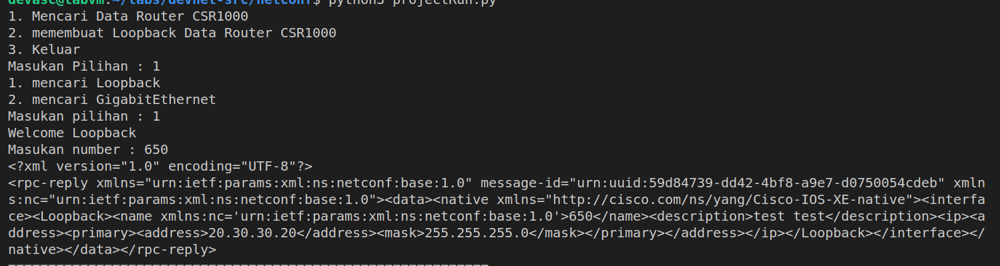 devasc@labvm:~/labs/devnet-src/netconf$ python3 projectRun.py
1. Mencari Data Router CSR1000
2. memembuat Loopback Data Router CSR1000
3. Keluar
Masukan Pilihan : 1
1. mencari Loopback
2. mencari GigabitEthernet
Masukan pilihan : 1
Welcome Loopback
Masukan number : 650
<?xml version="1.0" encoding="UTF-8"?>
<rpc-reply xmlns="urn:ietf:params:xml:ns:netconf:base:1.0" message-id="urn:uuid:59d84739-dd42-4bf8-a9e7-d0750054cdeb" xmln
s:nc="urn:ietf:params:xml:ns:netconf:base:1.0"><data><native xmlns="http://cisco.com/ns/yang/Cisco-IOS-XE-native"><interfa
ce><Loopback><name xmlns:nc='urn:ietf:params:xml:ns:netconf:base:1.0'>650</name><description>test test</description><ip><a
ddress><primary><address>20.30.30.20</address><mask>255.255.255.0</mask></primary></address></ip></Loopback></interface></
native></data></rpc-reply>